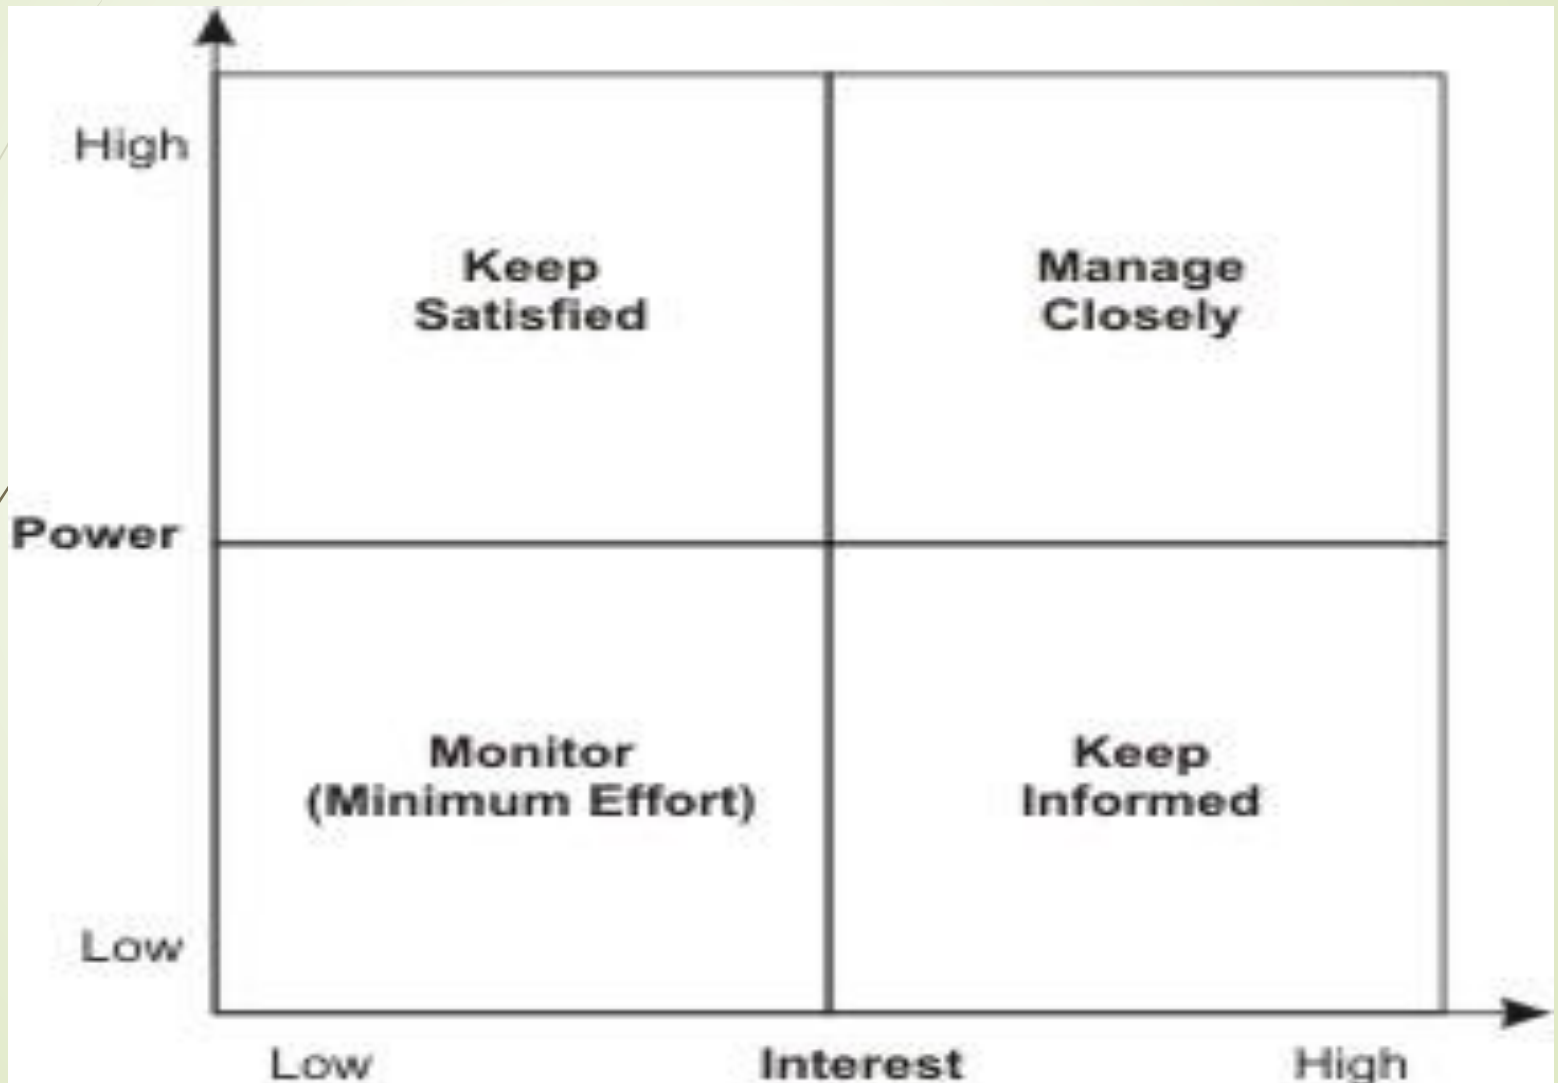 High
Keep
Satisfied
Manage
Closely
Power
Monitor
(Minimum Effort)
Keep
Informed
Low
Low
Interest
High